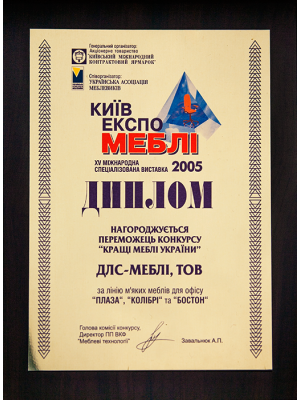 Генеральний організатор:
Акціонерне товариство
"КИЇВСЬКИЙ МІЖНАРОДНИЙ
КОНТРАКТОВИЙ ЯРМАРОК"
Співорганізатор:
УКРАЇНСЬКА АСОЦІАЦІЯ
МЕБЛЕВИКІВ
КИЇВ
ЕКСПО
МЕБЛІ
XV МІЖНАРОДНА
СПЕЦІАЛІЗОВАНА ВИСТАВКА 2005
ДИПЛОМ
НАГОРОДЖУЄТЬСЯ
ПЕРЕМОЖЕЦЬ КОНКУРСУ
"КРАЩІ МЕБЛІ УКРАЇНИ"
ДЛС-МЕБЛІ, ТОВ
за лінію м'яких меблів для офісу
"ПЛАЗА", "КОЛІБРІ" та "БОСТОН"
Голова комісії конкурсу,
Директор ПП ВКФ
"Меблеві технології"
Завальнюк А.П.